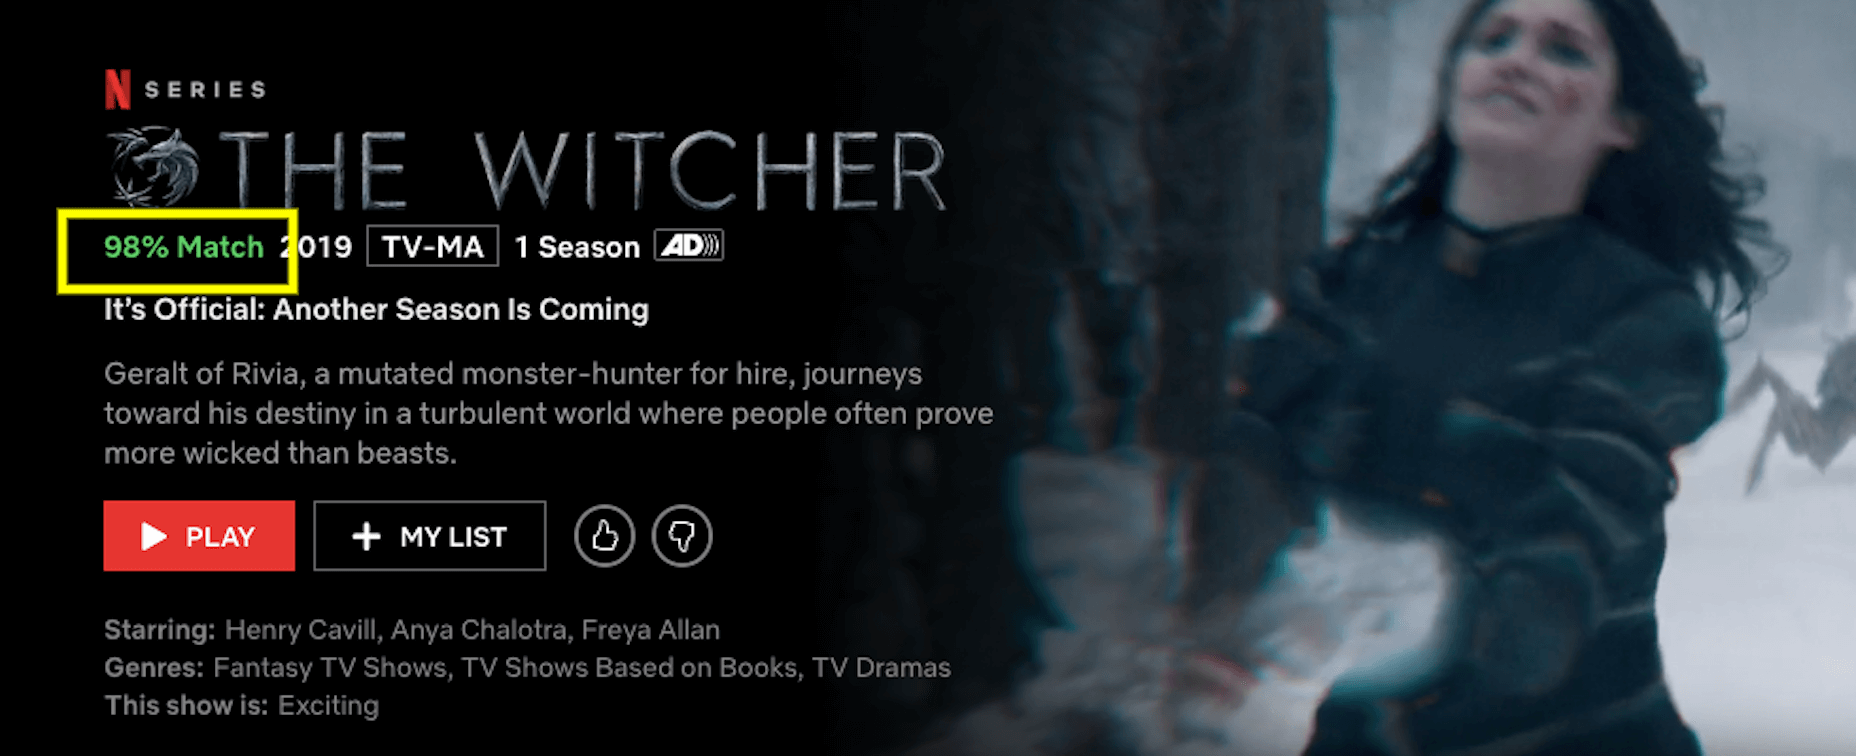 N SERIES
THE WITCHER
98% Match 2019 TV-MA 1 Season AD
It's Official: Another Season Is Coming
Geralt of Rivia, a mutated monster-hunter for hire, journeys
toward his destiny in a turbulent world where people often prove
more wicked than beasts.
PLAY + MY LIST
Starring: Henry Cavill, Anya Chalotra, Freya Allan
Genres: Fantasy TV Shows, TV Shows Based on Books, TV Dramas
This show is: Exciting